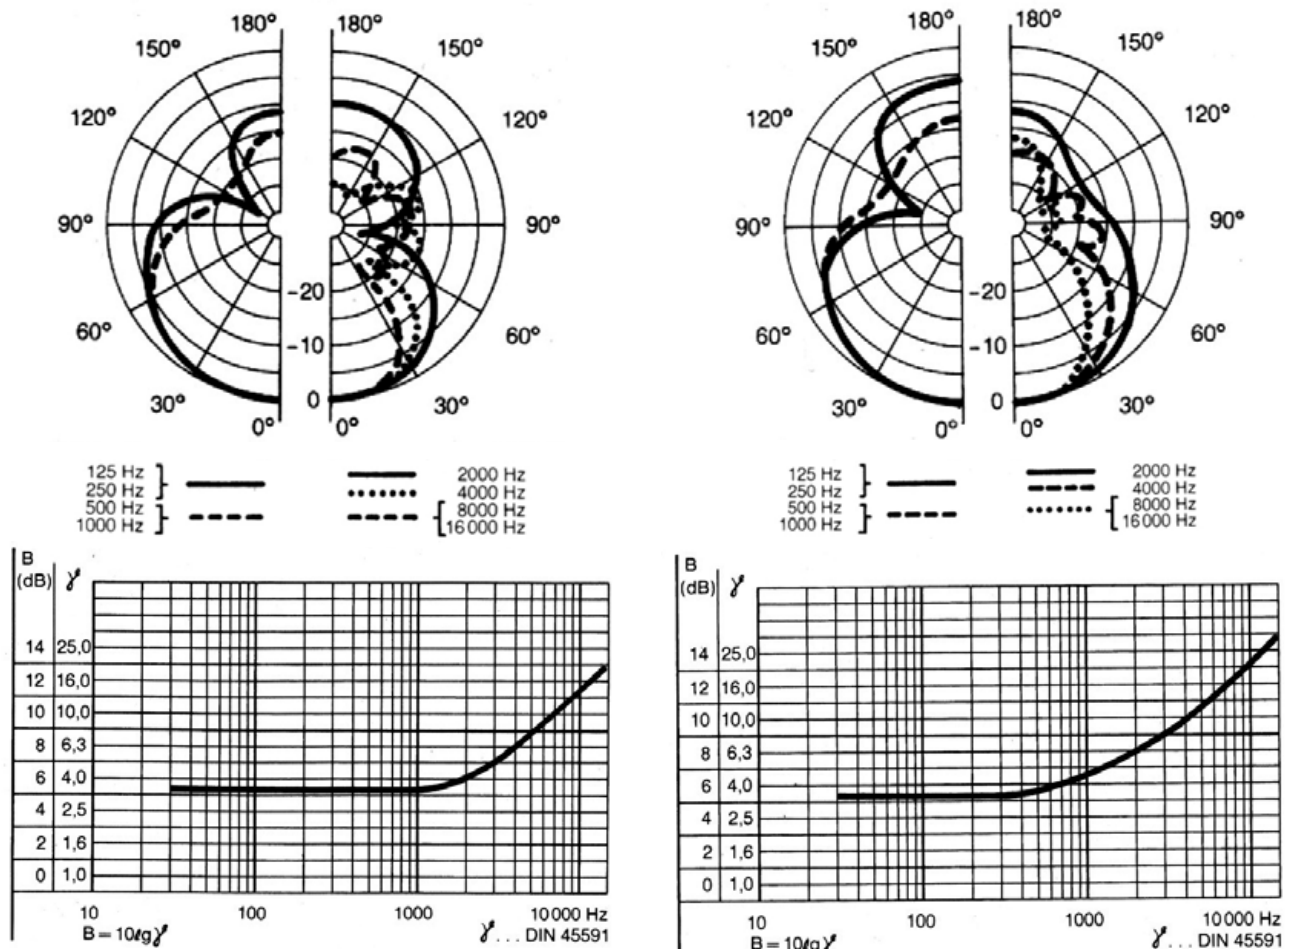 180° 180°
150° 150°
120° 120°
90° 90°
-20
60° 60°
-10
30° 0 30°
0° 0°
125 Hz
250 Hz
500 Hz
1000 Hz
2000 Hz
4000 Hz
8000 Hz
16 000 Hz
B
(dB) 𝛾
14 25,0
12 16,0
10 10,0
8 6,3
6 4,0
4 2,5
2 1,6
0 1,0
10 100 1000 10 000 Hz
B = 10 lg 𝛾 𝛾 ... DIN 45591
180° 180°
150° 150°
120° 120°
90° 90°
-20
60° 60°
-10
30° 0 30°
0° 0°
125 Hz
250 Hz
500 Hz
1000 Hz
2000 Hz
4000 Hz
8000 Hz
16 000 Hz
B
(dB) 𝛾
14 25,0
12 16,0
10 10,0
8 6,3
6 4,0
4 2,5
2 1,6
0 1,0
10 100 1000 10 000 Hz
B = 10 lg 𝛾 𝛾 ... DIN 45591